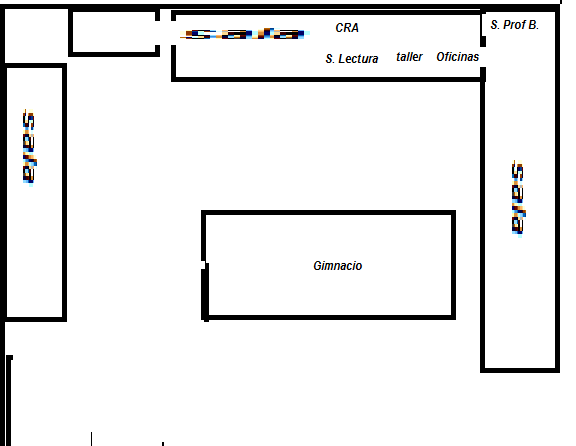 CRA
S. Prof B.
sala
S. Lectura taller Oficinas
sala
sala
Gimnacio